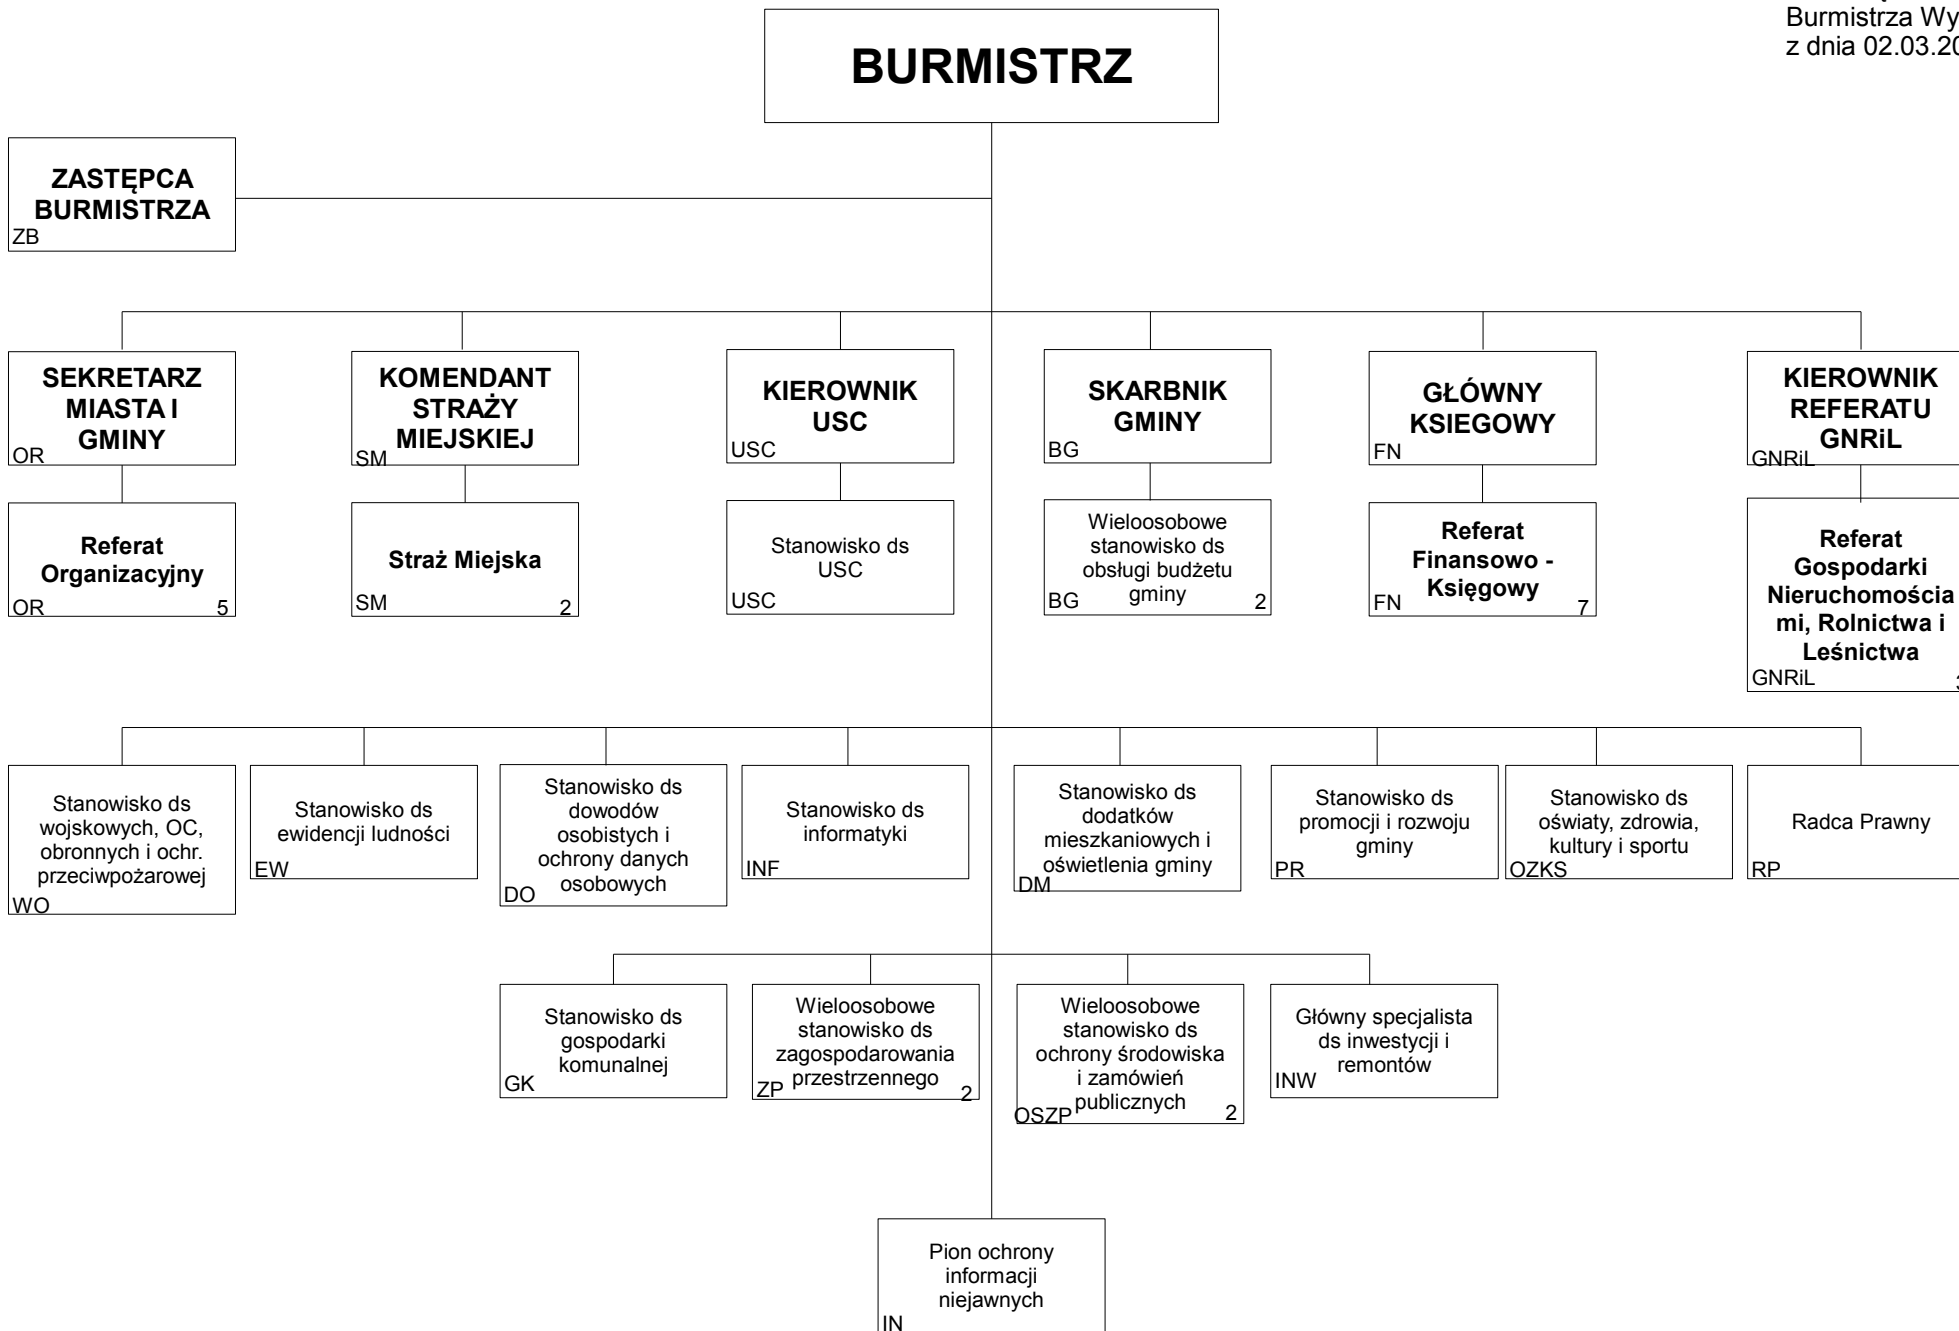 Burmistrza
z dnia 02.03.20
BURMISTRZ
ZASTĘPCA
BURMISTRZA
ZB
SEKRETARZ
MIASTA I
GMINY
OR
KOMENDANT
STRAŻY
MIEJSKIEJ
SM
KIEROWNIK
USC
USC
SKARBNIK
GMINY
BG
GŁÓWNY
KSIEGOWY
FN
KIEROWNIK
REFERATU
GNRiL
GNRiL
Referat
Organizacyjny
OR 5
Straż Miejska
SM 2
Stanowisko ds
USC
USC
Wieloosobowe
stanowisko ds
obsługi budżetu
gminy
BG 2
Referat
Finansowo -
Księgowy
FN 7
Referat
Gospodarki
Nieruchomościa
mi, Rolnictwa i
Leśnictwa
GNRiL
Stanowisko ds
wojskowych, OC,
obronnych i ochr.
przeciwpożarowej
WO
Stanowisko ds
ewidencji ludności
EW
Stanowisko ds
dowodów
osobistych i
ochrony danych
osobowych
DO
Stanowisko ds
informatyki
INF
Stanowisko ds
dodatków
mieszkaniowych i
oświetlenia gminy
DM
Stanowisko ds
promocji i rozwoju
gminy
PR
Stanowisko ds
oświaty, zdrowia,
kultury i sportu
OZKS
Radca Prawny
RP
Stanowisko ds
gospodarki
komunalnej
GK
Wieloosobowe
stanowisko ds
zagospodarowania
przestrzennego
ZP 2
Wieloosobowe
stanowisko ds
ochrony środowiska
i zamówień
publicznych
OSZP 2
Główny specjalista
ds inwestycji i
remontów
INW
Pion ochrony
informacji
niejawnych
IN